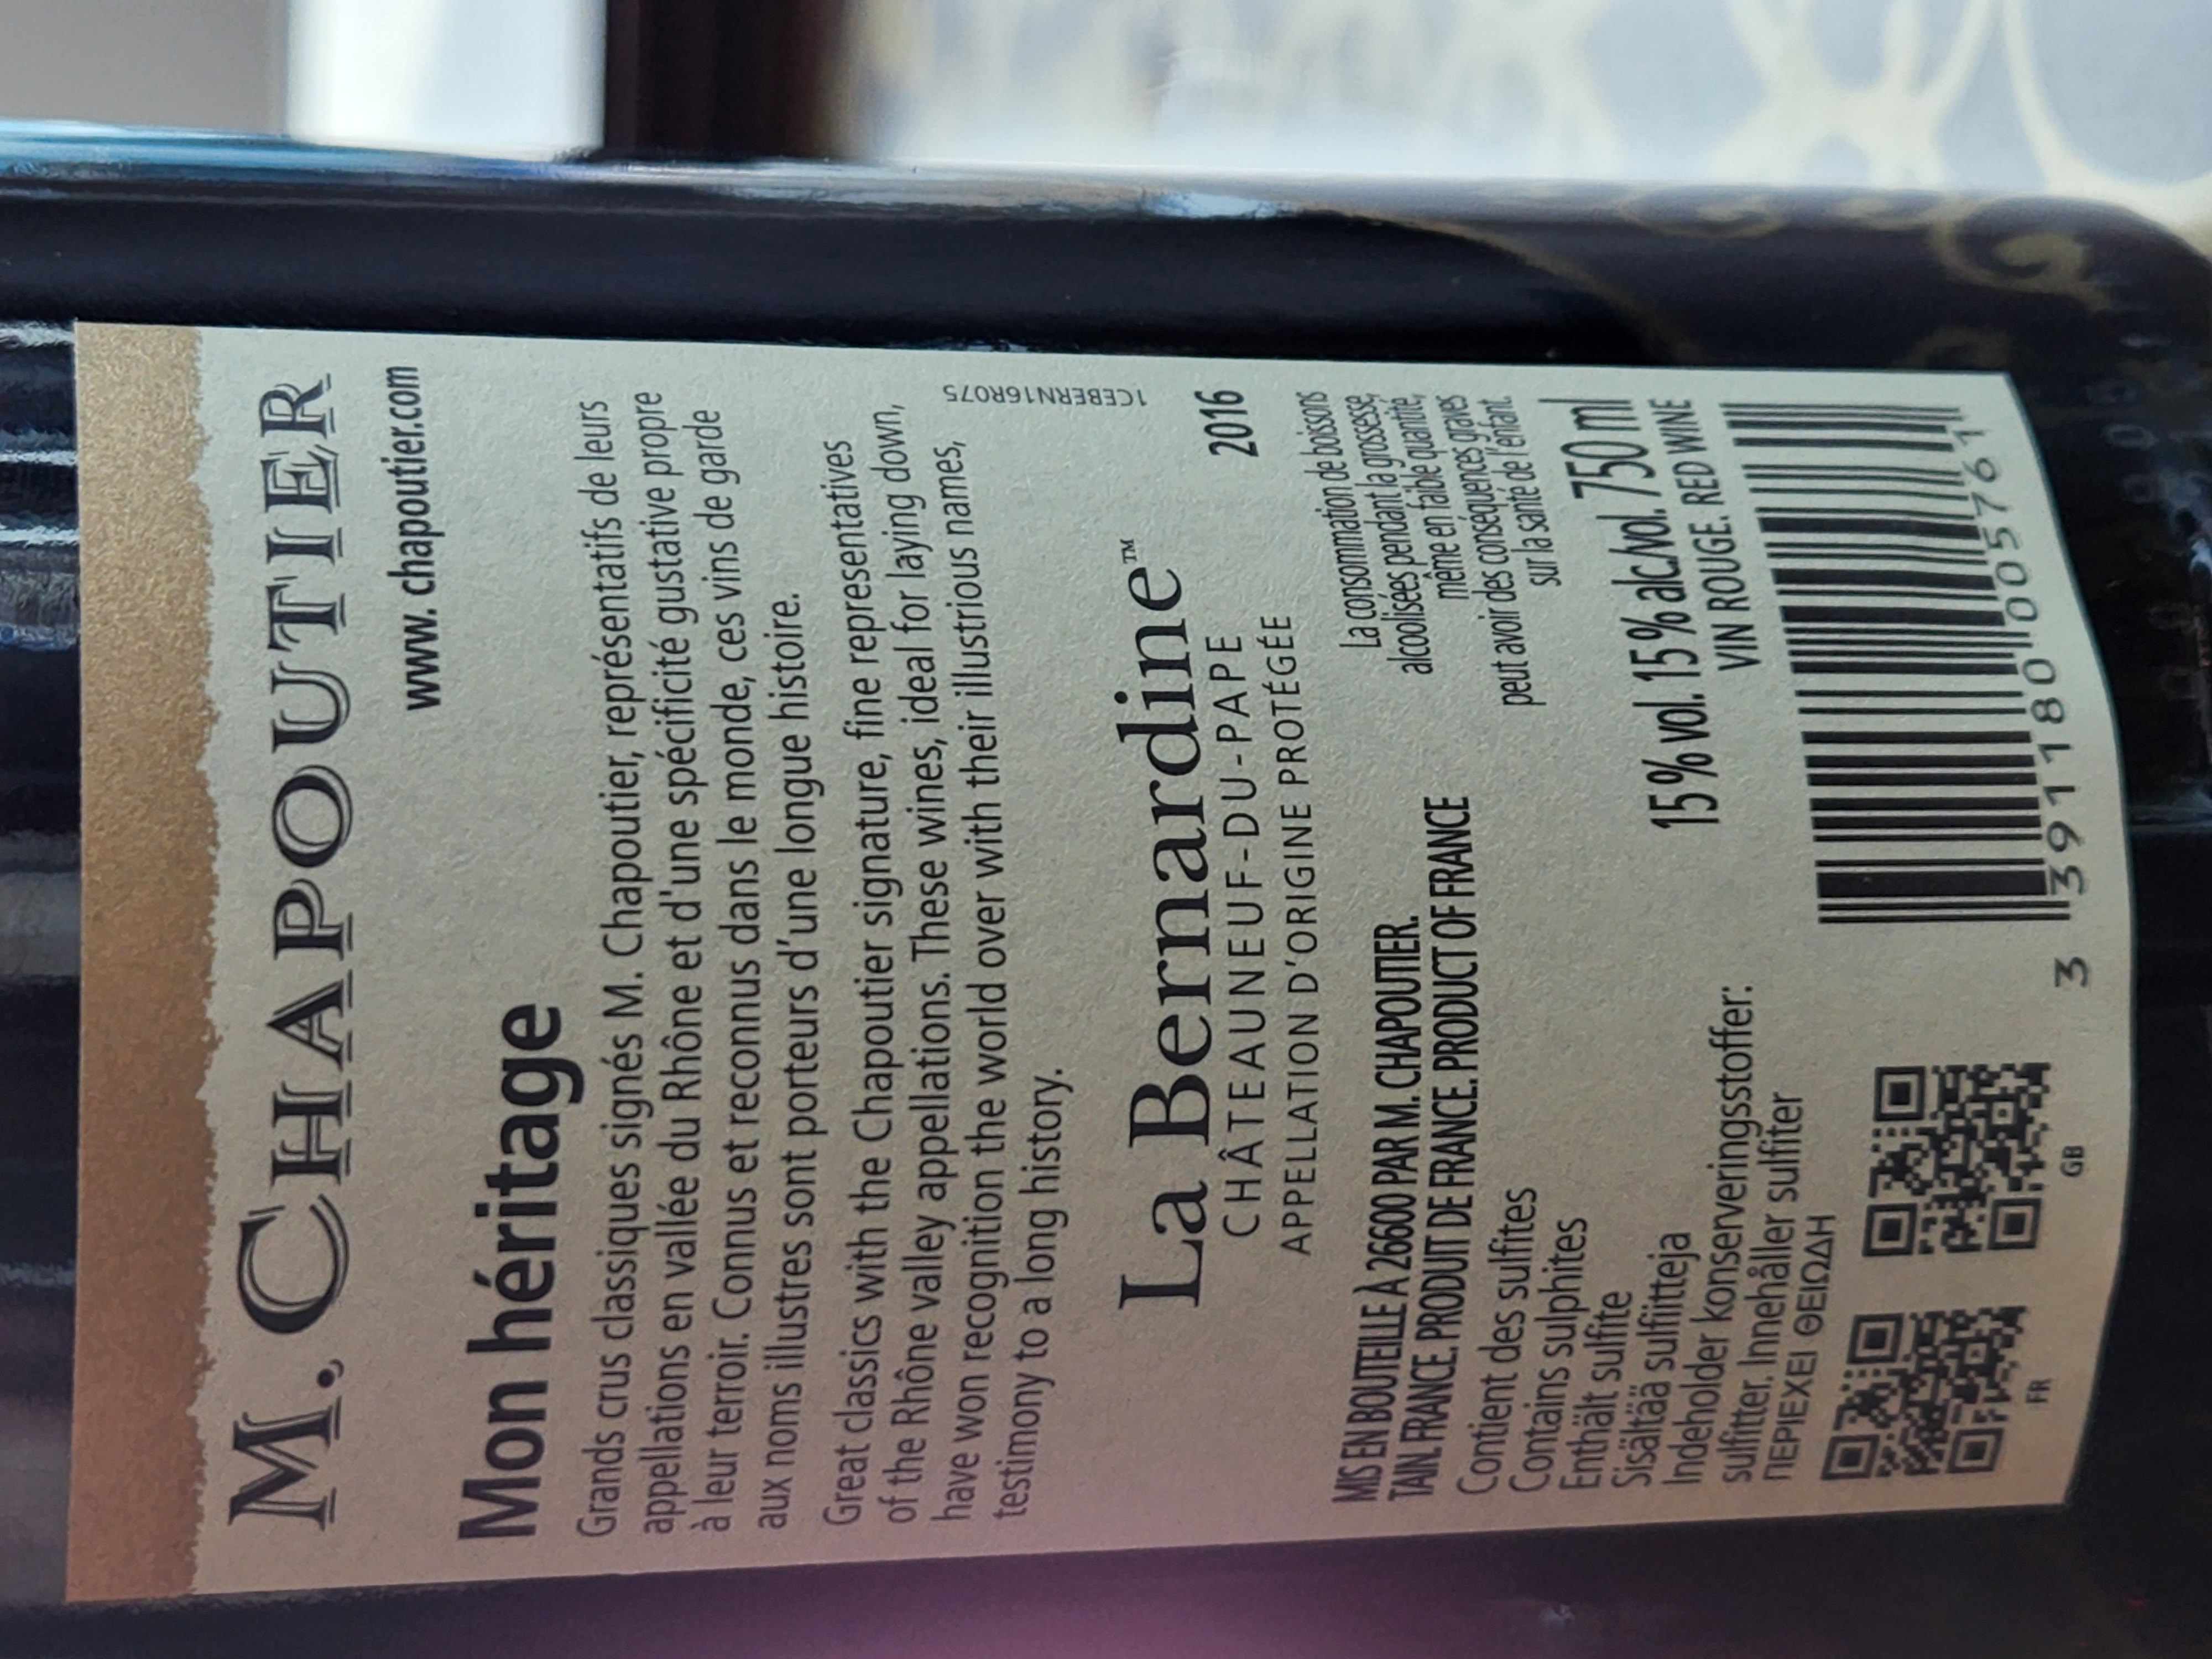 M. CHAPOUTIER
www. chapoutier.com
Mon héritage
Grands crus classiques signés M. Chapoutier, représentatifs de leurs
appellations en vallée du Rhône et d'une spécificité gustative propre
à leur terroir. Connus et reconnus dans le monde, ces vins de garde
aux noms illustres sont porteurs d'une longue histoire.
Great classics with the Chapoutier signature, fine representatives
of the Rhône valley appellations. These wines, ideal for laying down,
have won recognition the world over with their illustrious names,
testimony to a long history.
1CEBERN16R075
La Bernardine™
CHÂTEAUNEUF-DU-PAPE 2016
APPELLATION D'ORIGINE PROTÉGÉE
MIS EN BOUTEILLE À 26600 PAR M. CHAPOUTIER.
TAIN. FRANCE. PRODUIT DE FRANCE. PRODUCT OF FRANCE
La consommation de boissons
alcoolisées pendant la grossesse,
même en faible quantité,
peut avoir des conséquences graves
sur la santé de l'enfant.
Contient des sulfites
Contains sulphites
Enthält sulfite
Sisältää sulfiitteja
Indeholder konserveringsstoffer:
sulfitter. Innehåller sulfiter
ΠΕΡΙΕΧΕΙ ΘΕΙΩΔΗ
15 % vol. 15 % alc/vol. 750 ml
VIN ROUGE. RED WINE
FR
GB
3 391180 005761